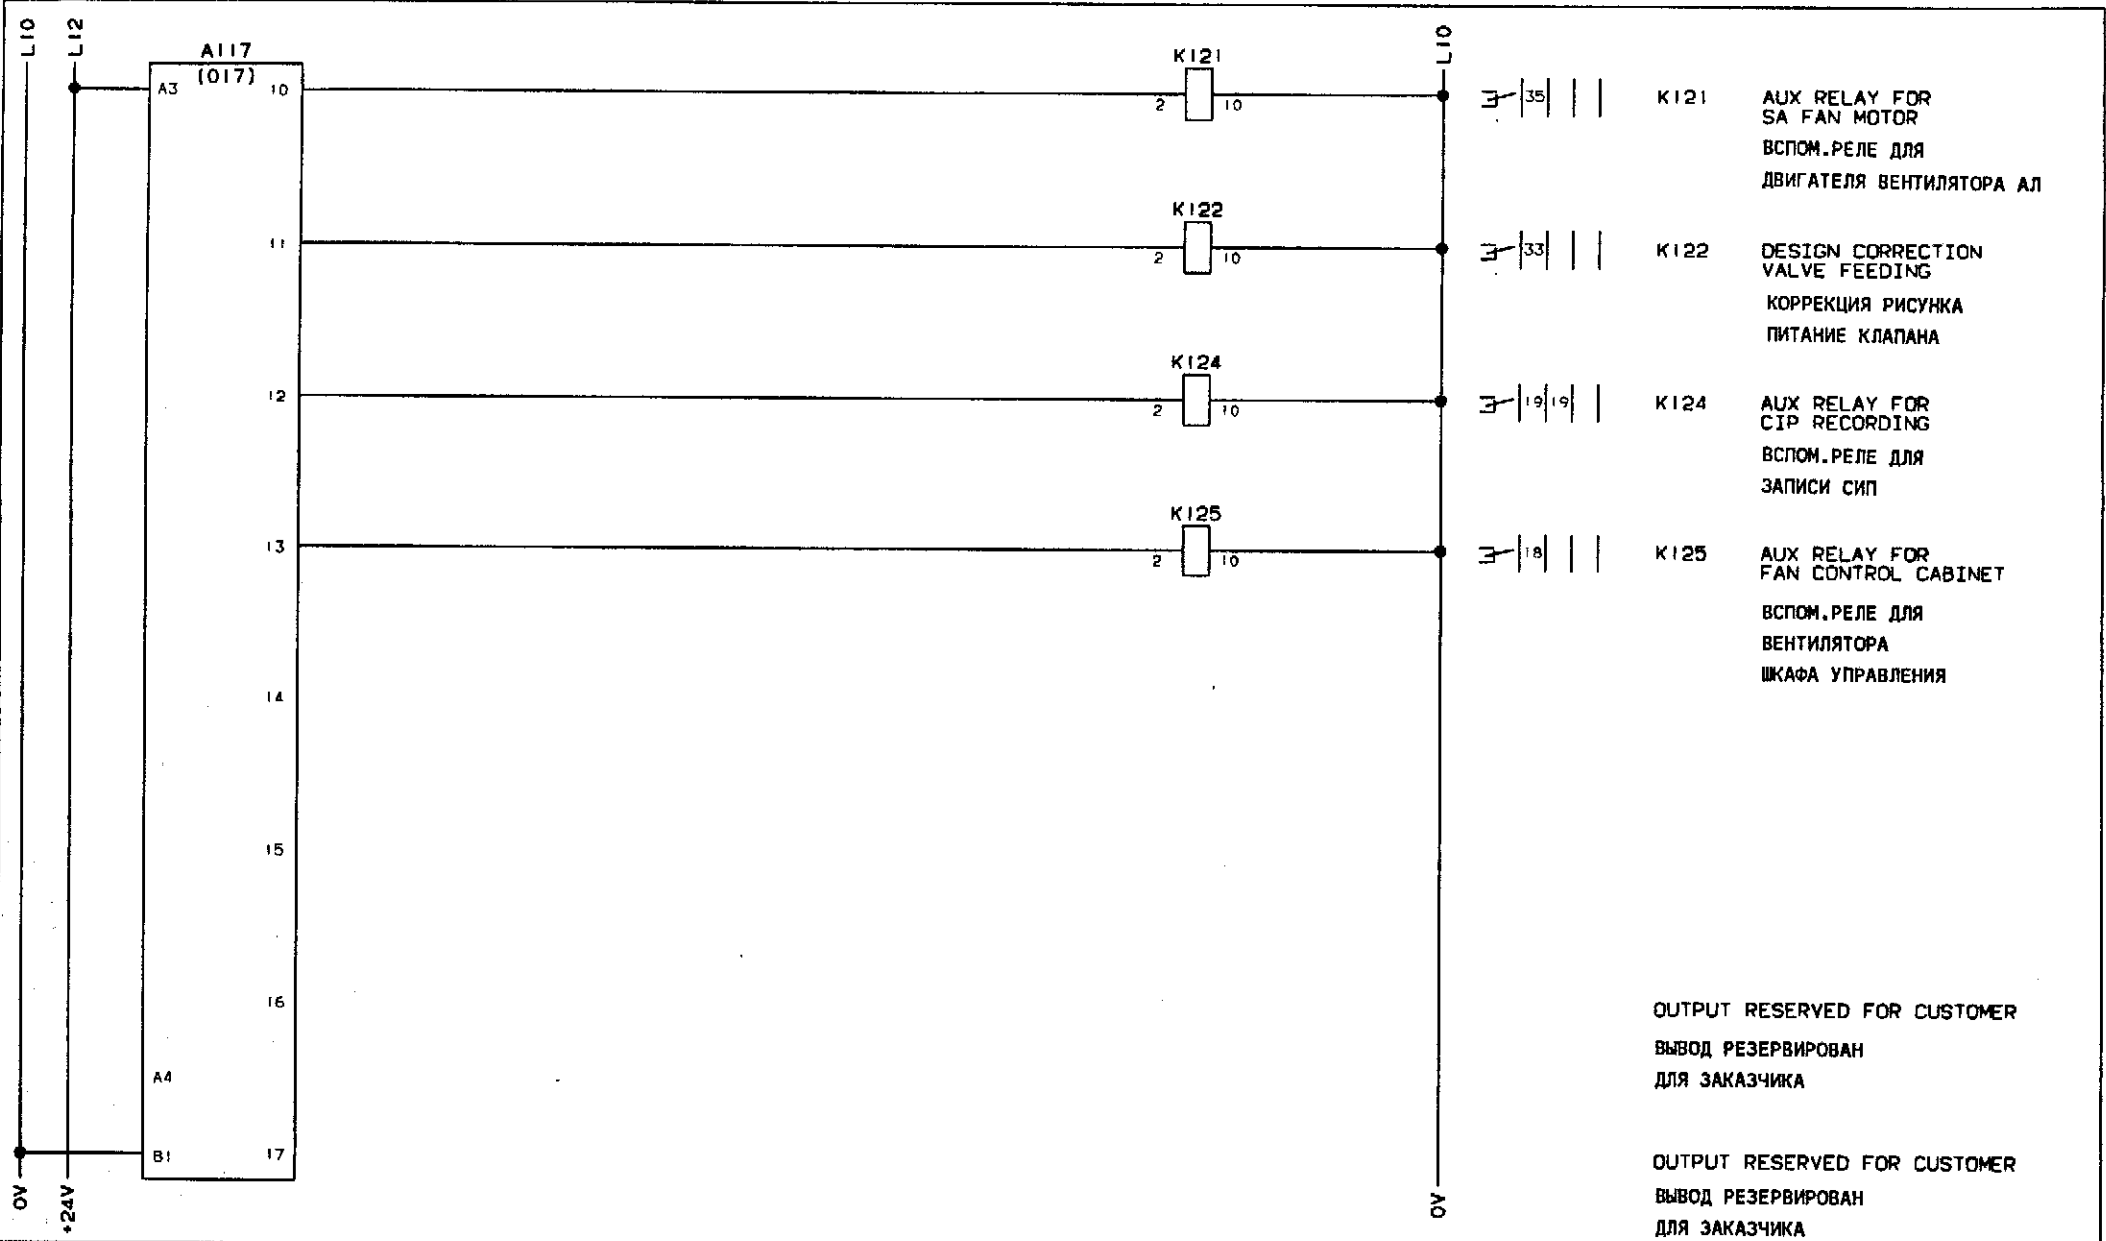 L10
L12
L10
A117
(017)
A3
10
K121
2
10
35
K121
AUX RELAY FOR
SA FAN MOTOR
ВСПОМ.РЕЛЕ ДЛЯ
ДВИГАТЕЛЯ ВЕНТИЛЯТОРА АЛ
11
K122
2
10
33
K122
DESIGN CORRECTION
VALVE FEEDING
КОРРЕКЦИЯ РИСУНКА
ПИТАНИЕ КЛАПАНА
12
K124
2
10
19
19
K124
AUX RELAY FOR
CIP RECORDING
ВСПОМ.РЕЛЕ ДЛЯ
ЗАПИСИ СИП
13
K125
2
10
18
K125
AUX RELAY FOR
FAN CONTROL CABINET
ВСПОМ.РЕЛЕ ДЛЯ
ВЕНТИЛЯТОРА
ШКАФА УПРАВЛЕНИЯ
14
15
16
OUTPUT RESERVED FOR CUSTOMER
ВЫВОД РЕЗЕРВИРОВАН
ДЛЯ ЗАКАЗЧИКА
A4
B1
17
OUTPUT RESERVED FOR CUSTOMER
ВЫВОД РЕЗЕРВИРОВАН
ДЛЯ ЗАКАЗЧИКА
0V
+24V
0V